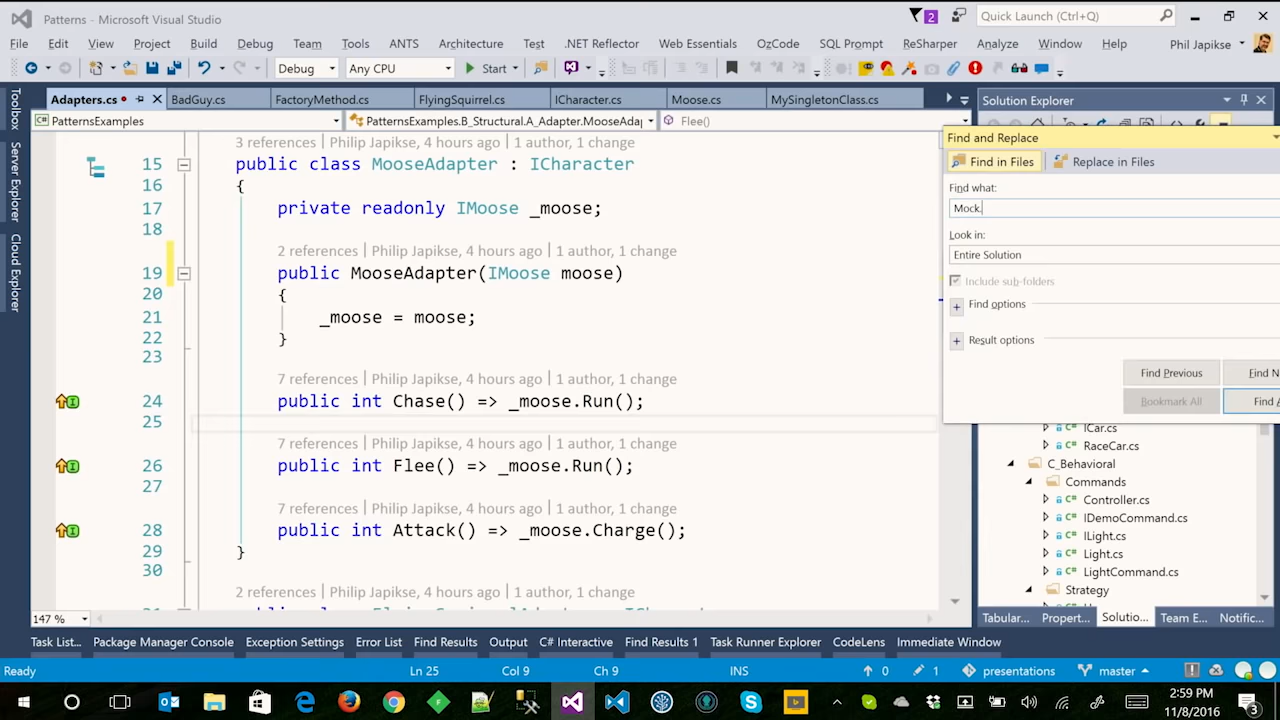 Patterns - Microsoft Visual Studio
2
Quick Launch (Ctrl+Q)
File Edit View Project Build Debug Team Tools ANTS Architecture Test .NET Reflector Web Essentials OzCode SQL Prompt ReSharper Analyze Window Help Phil Japikse
Debug Any CPU Start
Adapters.cs BadGuy.cs FactoryMethod.cs FlyingSquirrel.cs ICharacter.cs Moose.cs MySingletonClass.cs Solution Explorer
PatternsExamples PatternsExamples.B_Structural.A_Adapter.MooseAdap Flee()
Toolbox
Server Explorer
Cloud Explorer
3 references | Philip Japikse, 4 hours ago | 1 author, 1 change
15 public class MooseAdapter : ICharacter
16 {
17 private readonly IMoose _moose;
18
2 references | Philip Japikse, 4 hours ago | 1 author, 1 change
19 public MooseAdapter(IMoose moose)
20 {
21 _moose = moose;
22 }
23
7 references | Philip Japikse, 4 hours ago | 1 author, 1 change
24 public int Chase() => _moose.Run();
25
7 references | Philip Japikse, 4 hours ago | 1 author, 1 change
26 public int Flee() => _moose.Run();
27
7 references | Philip Japikse, 4 hours ago | 1 author, 1 change
28 public int Attack() => _moose.Charge();
29 }
30
2 references | Philip Japikse, 4 hours ago | 1 author, 1 change
Find and Replace
Find in Files Replace in Files
Find what:
Mock.
Look in:
Entire Solution
Include sub-folders
Find options
Result options
Find Previous Find N
Bookmark All Find A
ICar.cs
RaceCar.cs
C_Behavioral
Commands
Controller.cs
IDemoCommand.cs
ILight.cs
Light.cs
LightCommand.cs
Strategy
147 %
Tabular... Propert... Solutio... Team E... Notific...
Task List... Package Manager Console Exception Settings Error List Find Results Output C# Interactive Find Results 1 Task Runner Explorer CodeLens Immediate Window
Ready Ln 25 Col 9 Ch 9 INS 0 1 presentations master
2:59 PM
11/8/2016
3